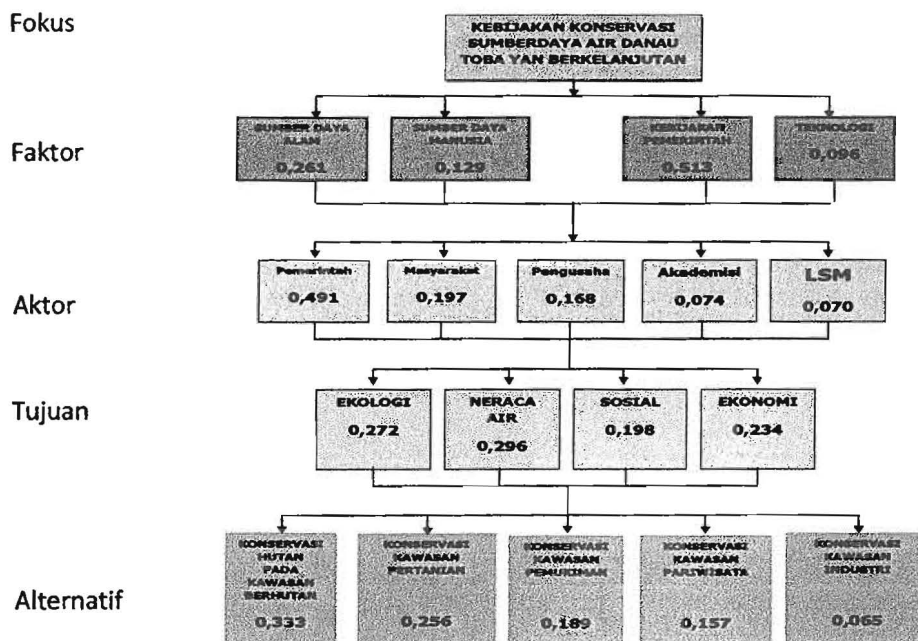 Fokus
KEBIJAKAN KONSERVASI
SUMBERDAYA AIR DANAU
TOBA YAN BERKELANJUTAN
Faktor
SUMBER DAYA
ALAM
0,261
SUMBER DAYA
MANUSIA
0,129
KEBIJAKAN
PEMERINTAH
0,513
TEKNOLOGI
0,096
Aktor
Pemerintah
0,491
Masyarakat
0,197
Pengusaha
0,168
Akademisi
0,074
LSM
0,070
Tujuan
EKOLOGI
0,272
NERACA
AIR
0,296
SOSIAL
0,198
EKONOMI
0,234
Alternatif
KONSERVASI
HUTAN
PADA
KAWASAN
BERHUTAN
0,333
KONSERVASI
KAWASAN
PERTANIAN
0,256
KONSERVASI
KAWASAN
PEMUKIMAN
0,189
KONSERVASI
KAWASAN
PARIWISATA
0,157
KONSERVASI
KAWASAN
INDUSTRI
0,065